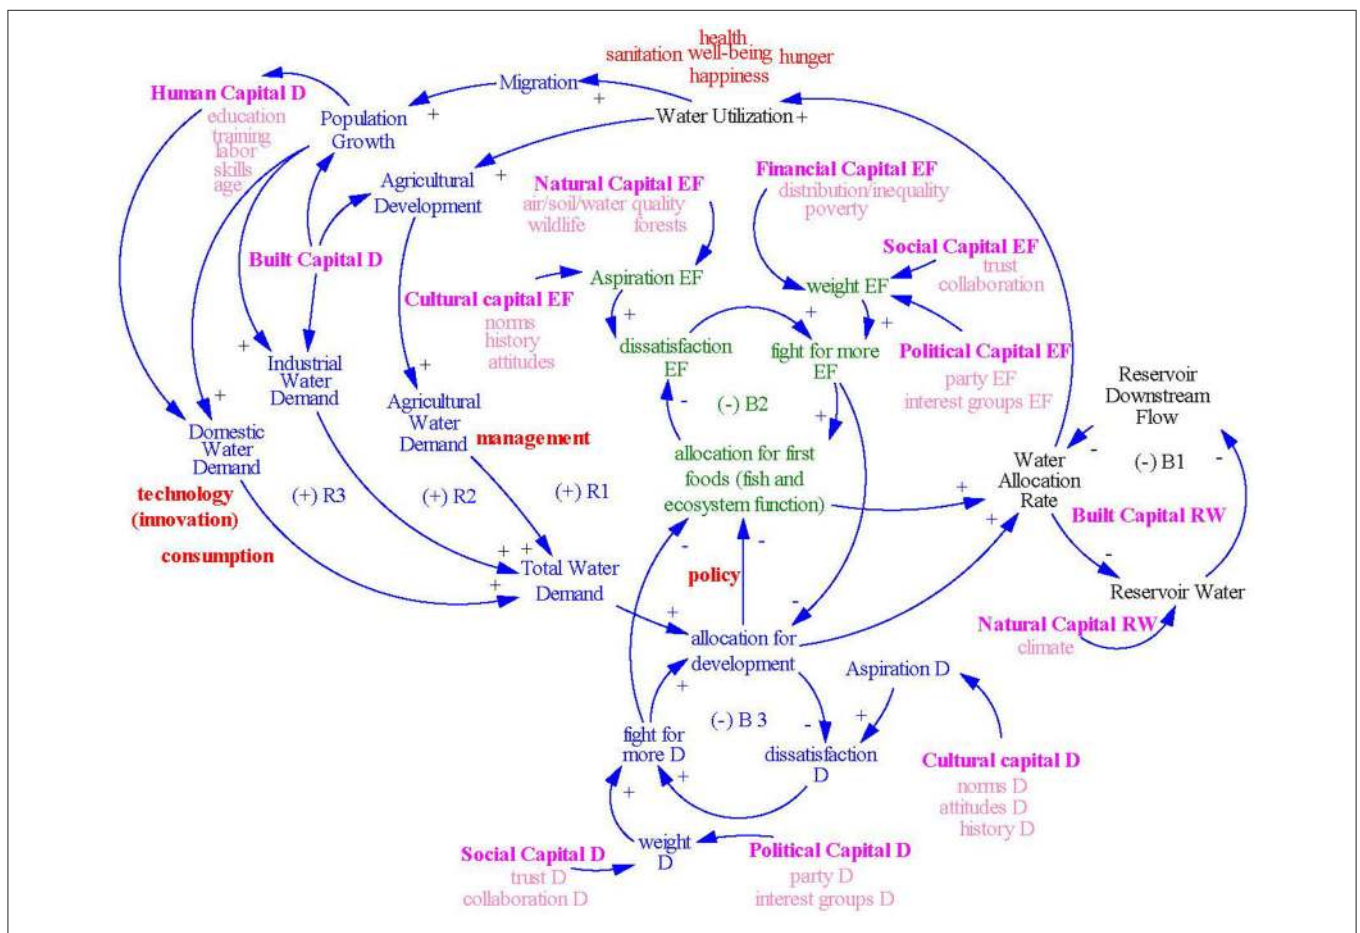 health
sanitation well-being hunger
happiness
Human Capital D
education
training
labor
skills
age
Migration
+
+
Population
Growth
Water Utilization +
Agricultural
Development
+
Natural Capital EF
air/soil/water quality
wildlife forests
Financial Capital EF
distribution/inequality
poverty
Social Capital EF
trust
collaboration
Built Capital D
Aspiration EF
weight EF
Cultural capital EF
norms
history
attitudes
+
+
+
dissatisfaction
EF
fight for more
EF
Political Capital EF
party EF
interest groups EF
+
Industrial
Water
Demand
+
Agricultural
Water
Demand
+
Domestic
Water
Demand
management
-
(-) B2
+
allocation for first
foods (fish and
ecosystem function)
Reservoir
Downstream
Flow
-
(-) B1
-
Water
Allocation
Rate
+
+
Built Capital RW
-
Reservoir Water
Natural Capital RW
climate
technology
(innovation)
consumption
(+) R3
(+) R2
(+) R1
+
+
+
Total Water
Demand
-
-
policy
-
+
allocation for
development
+
(-) B 3
-
Aspiration D
+
fight for
more D
+
dissatisfaction
D
Cultural capital D
norms D
attitudes D
history D
+
weight
D
Social Capital D
trust D
collaboration D
Political Capital D
party D
interest groups D